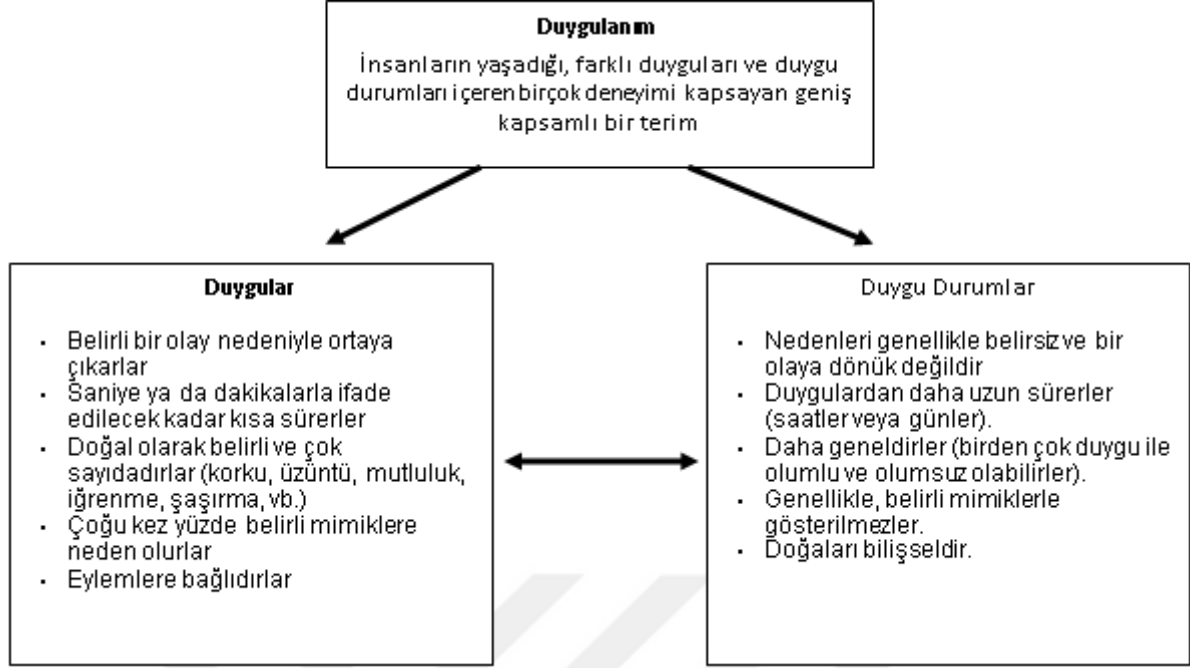 Duygulanım
İnsanların yaşadığı, farklı duyguları ve duygu
durumları içeren birçok deneyimi kapsayan geniş
kapsamlı bir terim
Duygular
• Belirli bir olay nedeniyle ortaya
çıkarlar
• Saniye ya da dakikalarla ifade
edilecek kadar kısa sürerler
• Doğal olarak belirli ve çok
sayıdadırlar (korku, üzüntü, mutluluk,
iğrenme, şaşırma, vb.)
• Çoğu kez yüzde belirli mimiklere
neden olurlar
• Eylemlere bağlıdırlar
Duygu Durumlar
• Nedenleri genellikle belirsiz ve bir
olaya dönük değildir
• Duygulardan daha uzun sürerler
(saatler veya günler).
• Daha geneldirler (birden çok duygu ile
olumlu ve olumsuz olabilirler).
• Genellikle, belirli mimiklerle
gösterilmezler.
• Doğaları bilişseldir.